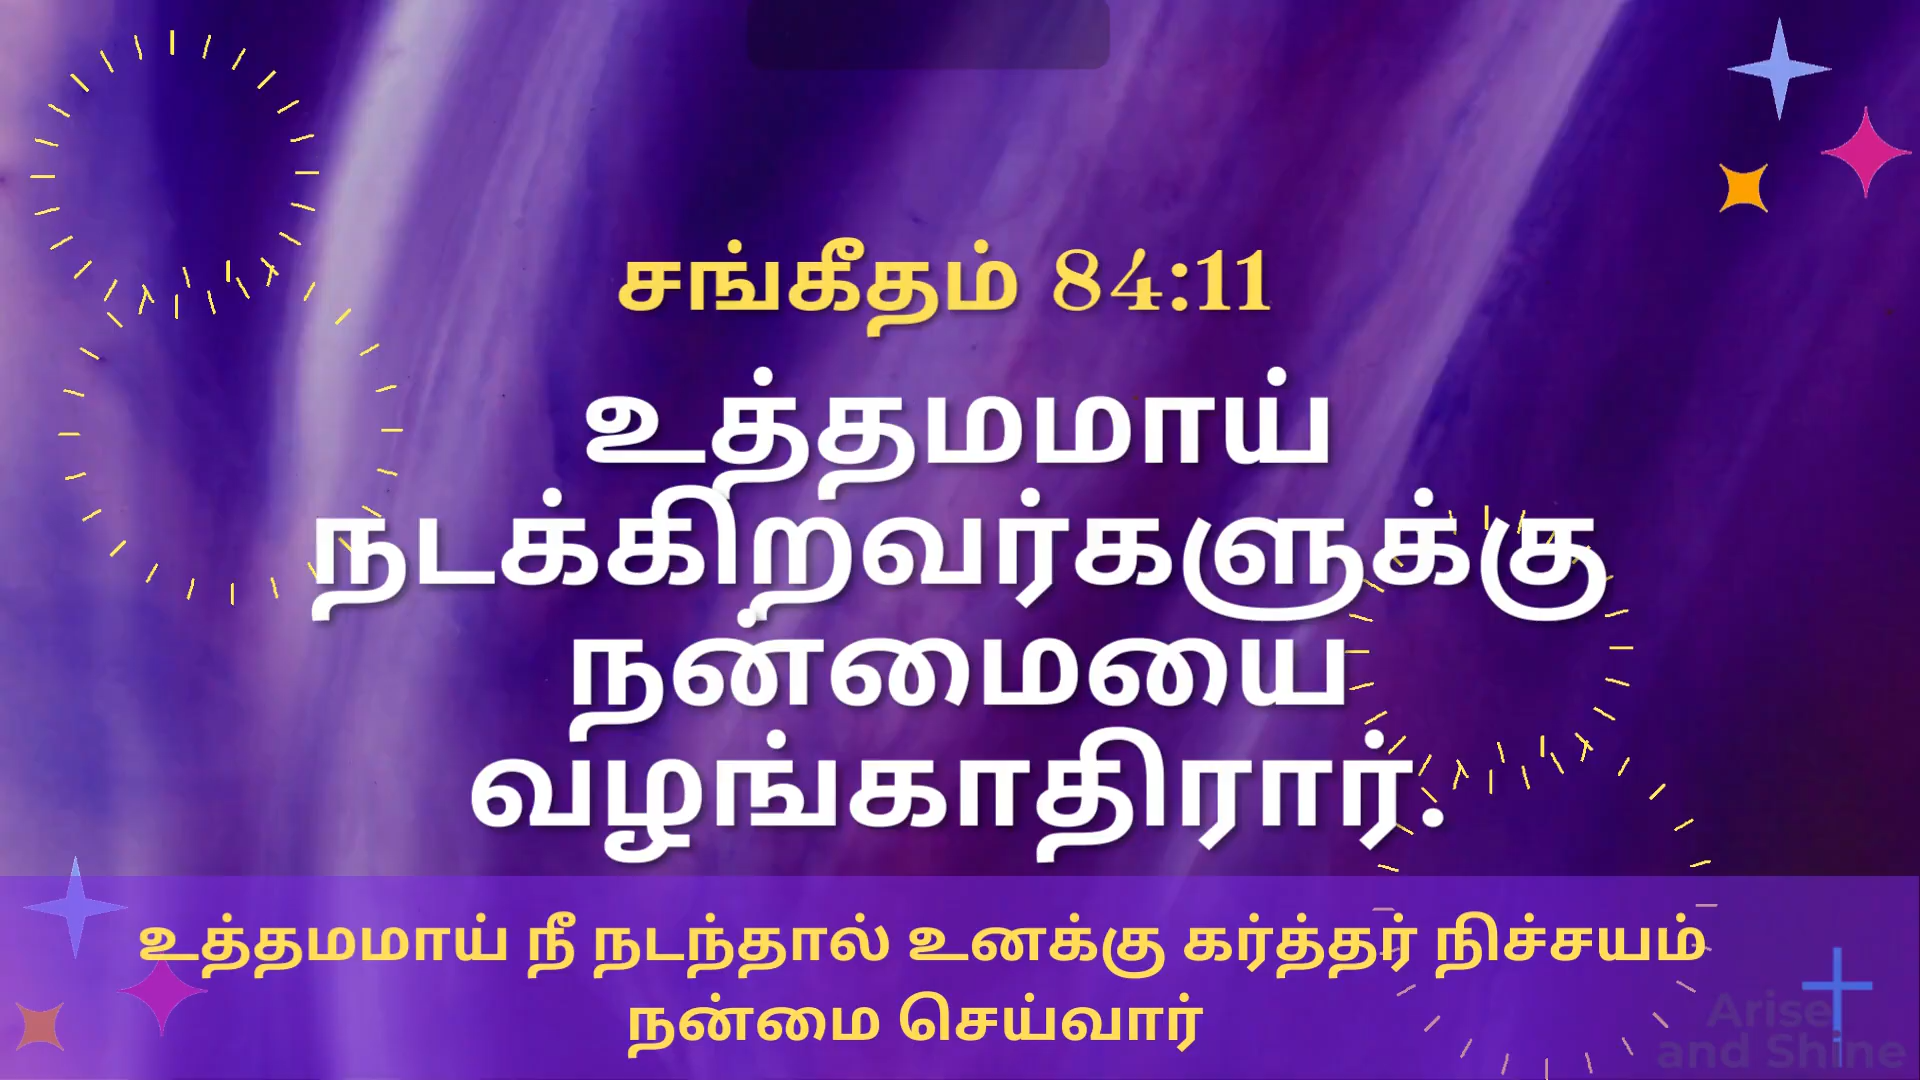 சங்கீதம் 84:11
உத்தமமாய்
நடக்கிறவர்களுக்கு
நன்மையை
வழங்காதிரார்.
உத்தமமாய் நீ நடந்தால் உனக்கு கர்த்தர் நிச்சயம்
நன்மை செய்வார்
Arise
and Shine